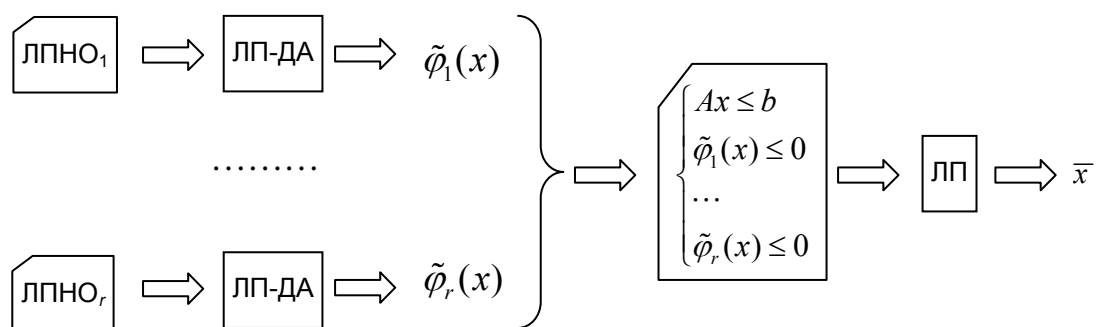 ЛПНО₁ ЛП-ДА φ̃₁(x)
.........
ЛПНОᵣ ЛП-ДА φ̃ᵣ(x)
Ax ≤ b
φ̃₁(x) ≤ 0
...
φ̃ᵣ(x) ≤ 0
ЛП x̄